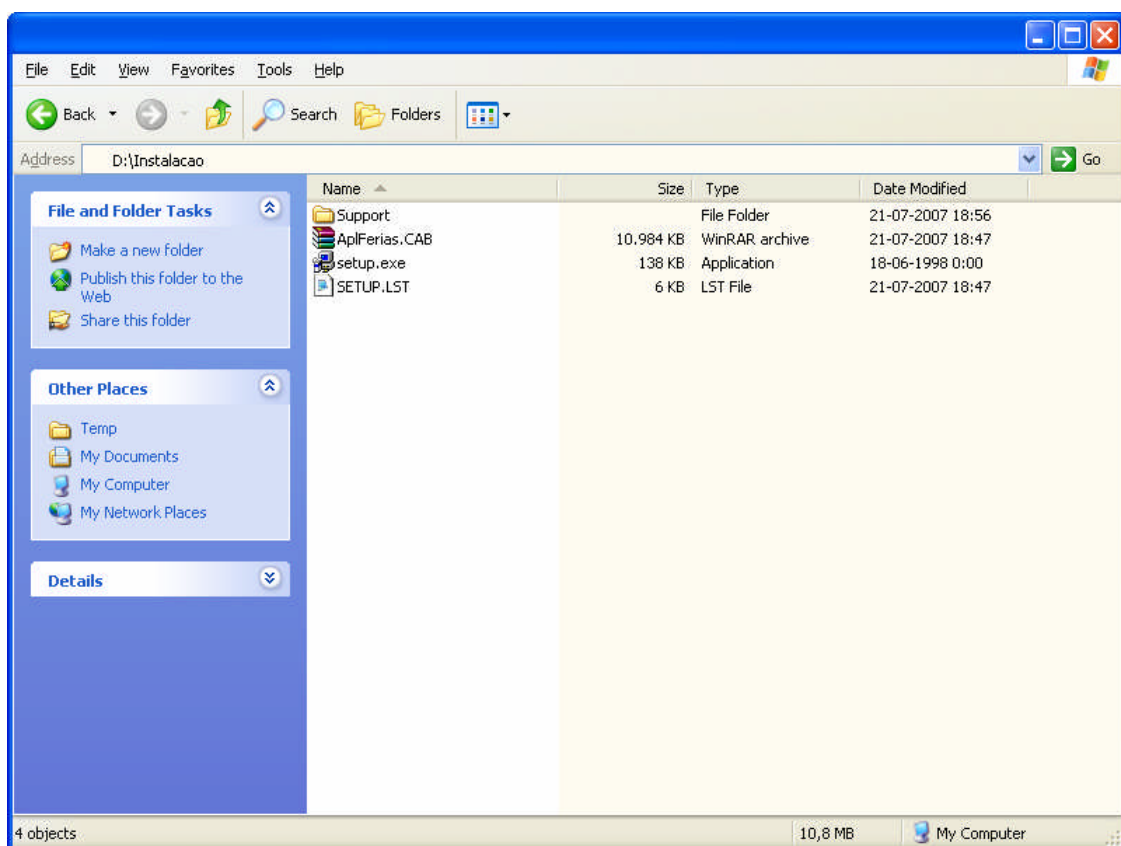 File Edit View Favorites Tools Help
Back Search Folders
Address D:\Instalacao Go
File and Folder Tasks
Make a new folder
Publish this folder to the
Web
Share this folder
Other Places
Temp
My Documents
My Computer
My Network Places
Details
Name Size Type Date Modified
Support File Folder 21-07-2007 18:56
AplFerias.CAB 10.984 KB WinRAR archive 21-07-2007 18:47
setup.exe 138 KB Application 18-06-1998 0:00
SETUP.LST 6 KB LST File 21-07-2007 18:47
4 objects 10,8 MB My Computer